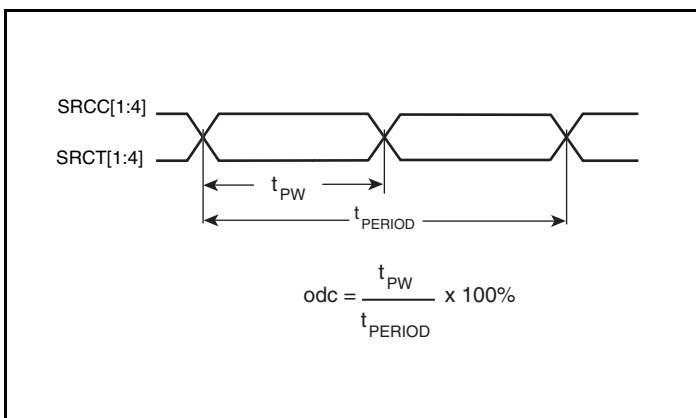 SRCC[1:4]
SRCT[1:4]
tPW
tPERIOD
odc = tPW / tPERIOD x 100%